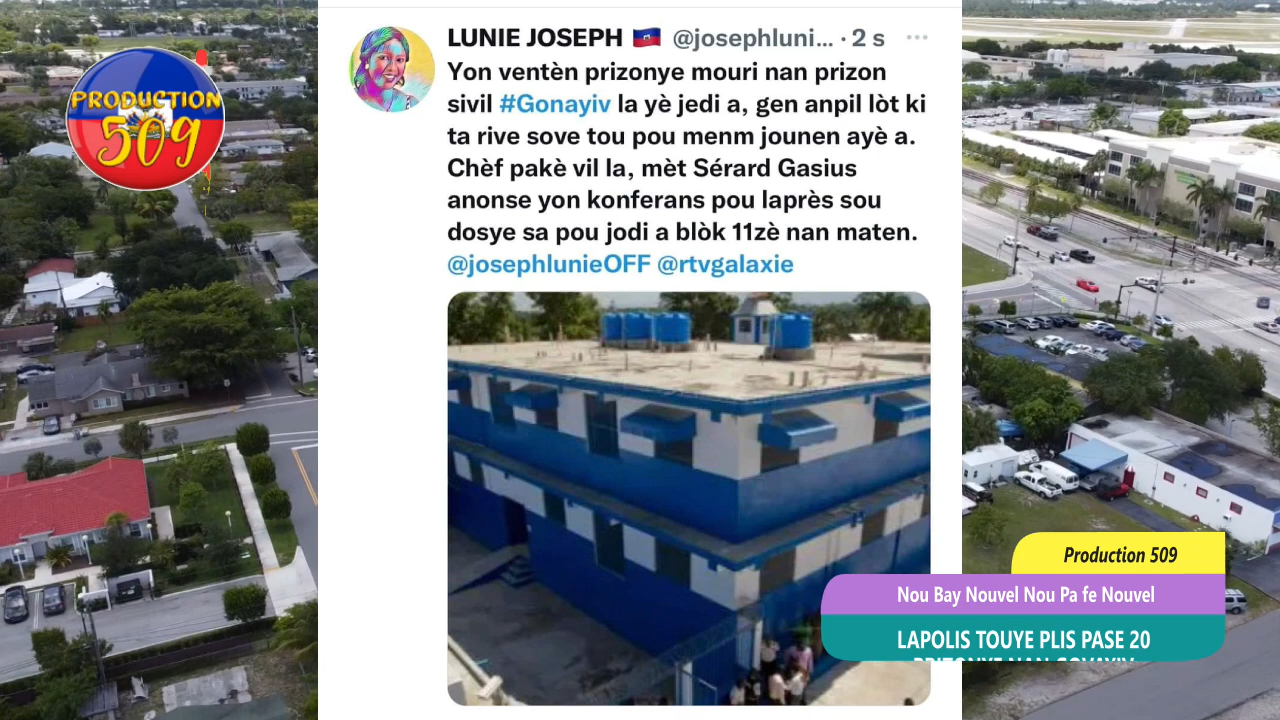 PRODUCTION
509
LUNIE JOSEPH 🇭🇹 @josephluni... · 2 s
Yon ventèn prizonye mouri nan prizon
sivil #Gonayiv la yè jedi a, gen anpil lòt ki
ta rive sove tou pou menm jounen ayè a.
Chèf pakè vil la, mèt Sérard Gasius
anonse yon konferans pou laprès sou
dosye sa pou jodi a blòk 11zè nan maten.
@josephlunieOFF @rtvgalaxie
Production 509
Nou Bay Nouvel Nou Pa fe Nouvel
LAPOLIS TOUYE PLIS PASE 20